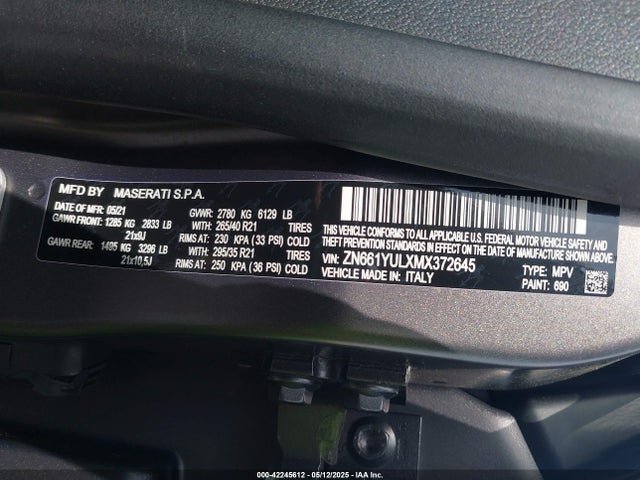 MFD BY MASERATI S.P.A.
DATE OF MFR: 05/21 GVWR: 2780 KG 6129 LB
GAWR FRONT: 1285 KG 2833 LB WITH: 265/40 R21 TIRES
21x9J RIMS AT: 230 KPA (33 PSI) COLD
GAWR REAR: 1495 KG 3296 LB WITH: 295/35 R21 TIRES
21x10,5J RIMS AT: 250 KPA (36 PSI) COLD
THIS VEHICLE CONFORMS TO ALL APPLICABLE U.S. FEDERAL MOTOR VEHICLE SAFETY
BUMPER, AND THEFT PREVENTION STANDARDS IN EFFECT ON THE DATE OF
MANUFACTURE SHOWN ABOVE.
VIN: ZN661YULXMX372645 TYPE: MPV
VEHICLE MADE IN: ITALY PAINT: 690
000-42245612 05/12/2025 IAAI.COM